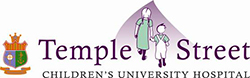 Temple Street
CHILDREN'S UNIVERSITY HOSPITAL